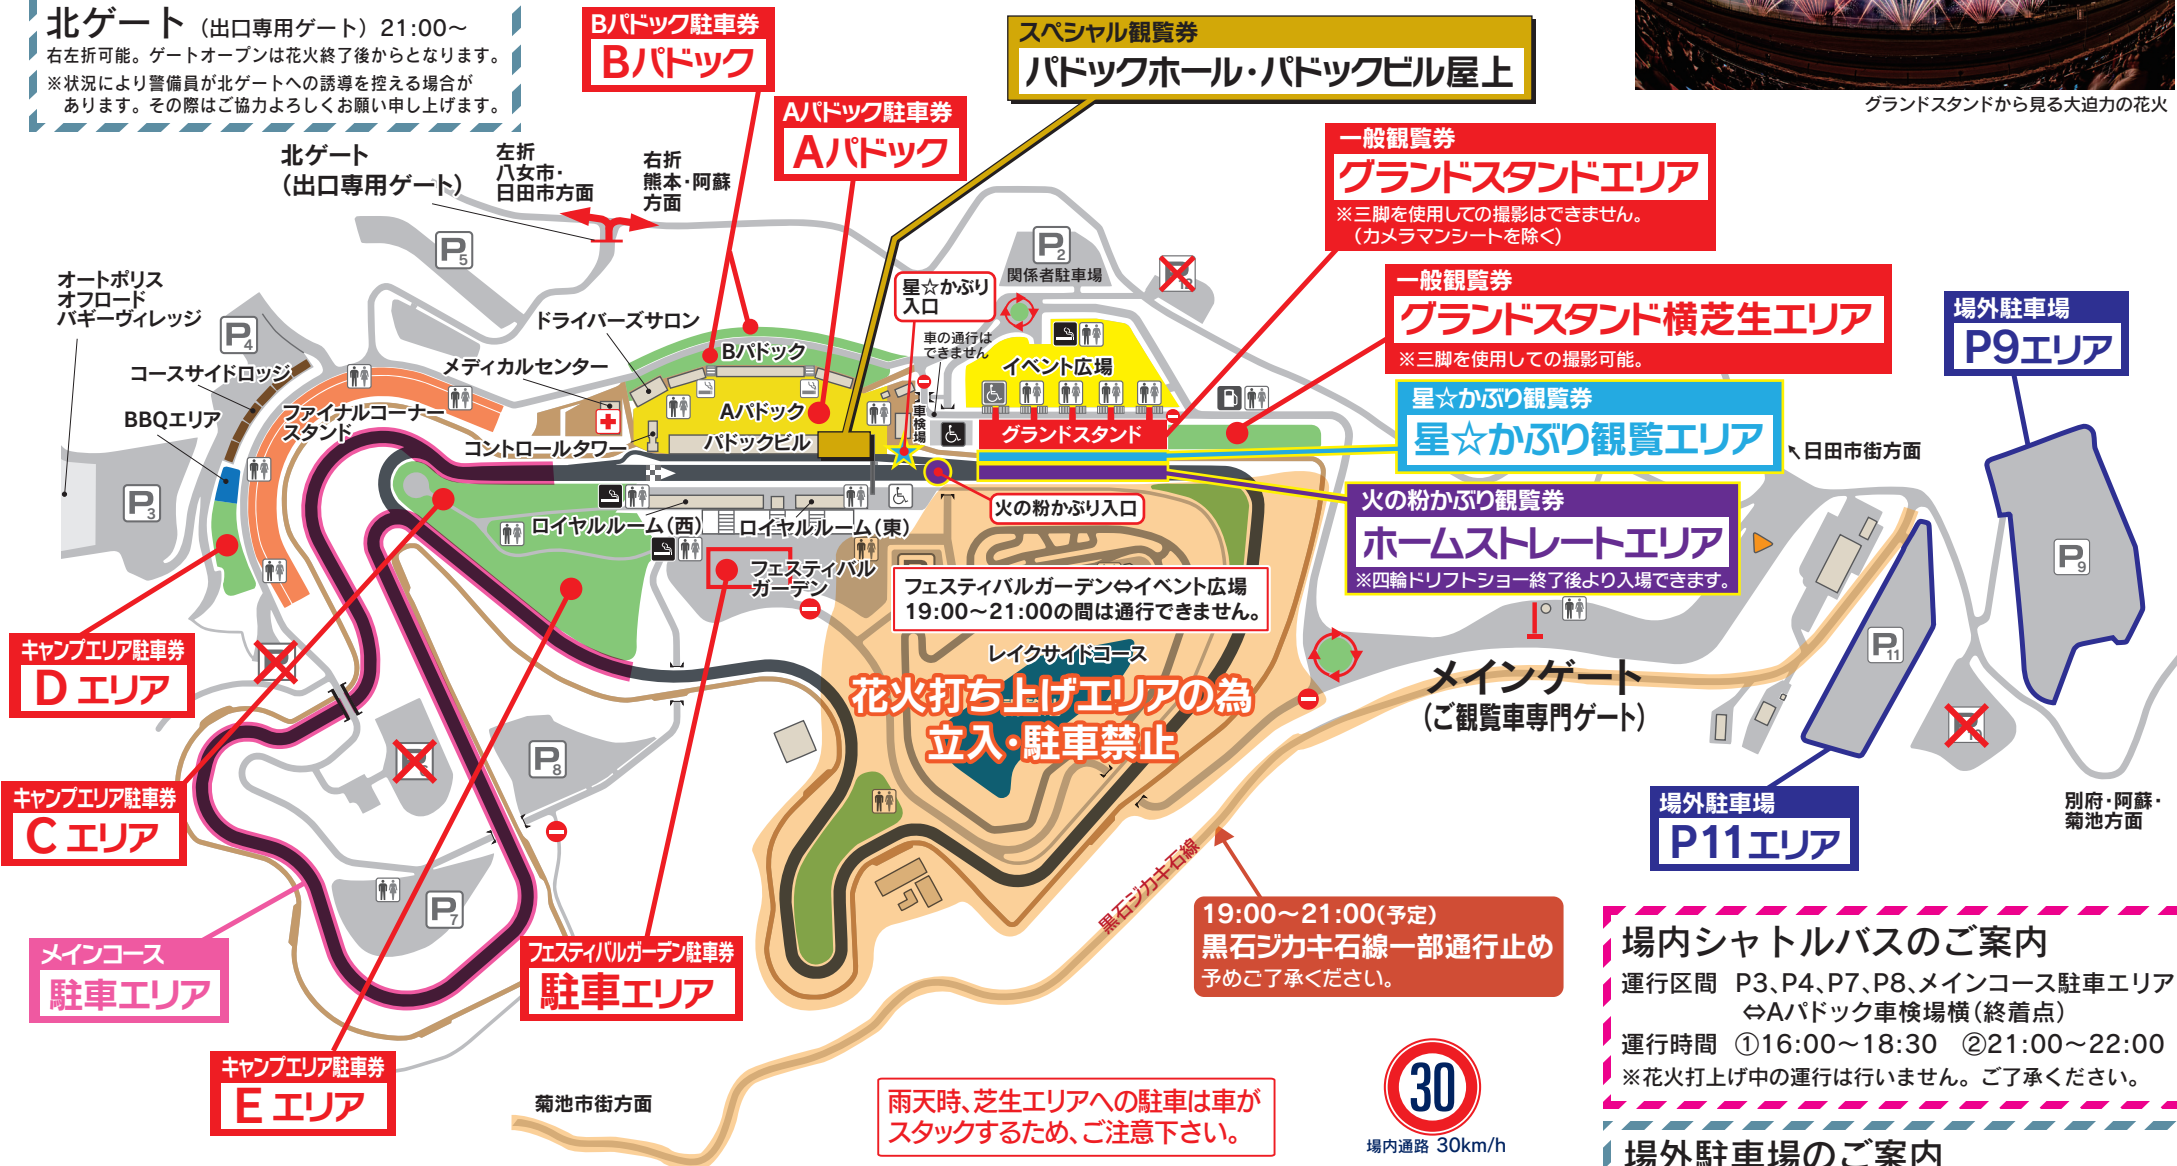 北ゲート（出口専用ゲート）21:00～
右左折可能。ゲートオープンは花火終了後からとなります。
※状況により警備員が北ゲートへの誘導を控える場合が
あります。その際はご協力よろしくお願い申し上げます。
Bパドック駐車券
Bパドック
Aパドック駐車券
Aパドック
スペシャル観覧券
パドックホール・パドックビル屋上
グランドスタンドから見る大迫力の花火
一般観覧券
グランドスタンドエリア
※三脚を使用しての撮影はできません。
（カメラマンシートを除く）
一般観覧券
グランドスタンド横芝生エリア
※三脚を使用しての撮影可能。
星☆かぶり観覧券
星☆かぶり観覧エリア
火の粉かぶり観覧券
ホームストレートエリア
※四輪ドリフトショー終了後より入場できます。
場外駐車場
P9エリア
↖日田市街方面
北ゲート
（出口専用ゲート）
左折
八女市・
日田市方面
右折
熊本・阿蘇
方面
P5
P2
関係者駐車場
P12
オートポリス
オフロード
バギーヴィレッジ
P4
コースサイドロッジ
BBQエリア
P3
ファイナルコーナー
スタンド
ドライバーズサロン
メディカルセンター
コントロールタワー
Bパドック
Aパドック
パドックビル
星☆かぶり
入口
車の通行は
できません
車検場
イベント広場
グランドスタンド
火の粉かぶり入口
ロイヤルルーム（西）
ロイヤルルーム（東）
フェスティバル
ガーデン
フェスティバルガーデン⇔イベント広場
19:00～21:00の間は通行できません。
レイクサイドコース
花火打ち上げエリアの為
立入・駐車禁止
メインゲート
（ご観覧車専門ゲート）
P9
P11
P10
場外駐車場
P11エリア
別府・阿蘇・
菊池方面
キャンプエリア駐車券
D エリア
キャンプエリア駐車券
C エリア
P8
P7
メインコース
駐車エリア
キャンプエリア駐車券
E エリア
フェスティバルガーデン駐車券
駐車エリア
菊池市街方面
黒石ジカキ石線
19:00～21:00（予定）
黒石ジカキ石線一部通行止め
予めご了承ください。
雨天時、芝生エリアへの駐車は車が
スタックするため、ご注意下さい。
30
場内通路 30km/h
場内シャトルバスのご案内
運行区間 P3、P4、P7、P8、メインコース駐車エリア
⇔Aパドック車検場横（終着点）
運行時間 ①16:00～18:30 ②21:00～22:00
※花火打上げ中の運行は行いません。ご了承ください。
場外駐車場のご案内